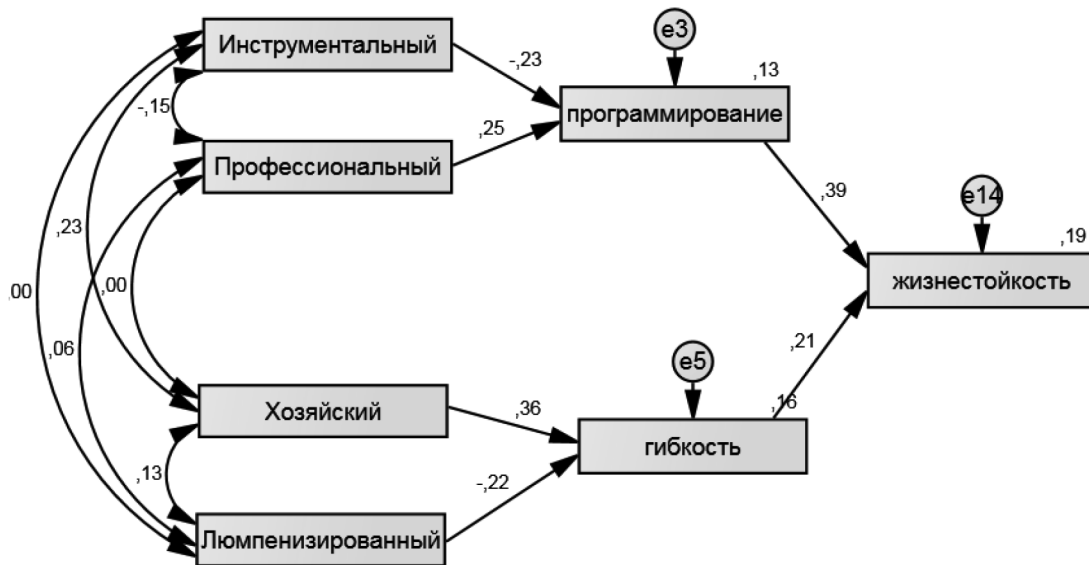 Инструментальный
-,23
e3
,13
программирование
-,15
,25
Профессиональный
,39
e14
,19
жизнестойкость
,23
,00
,00
,06
,21
e5
Хозяйский
,36
,16
гибкость
,13
-,22
Люмпенизированный